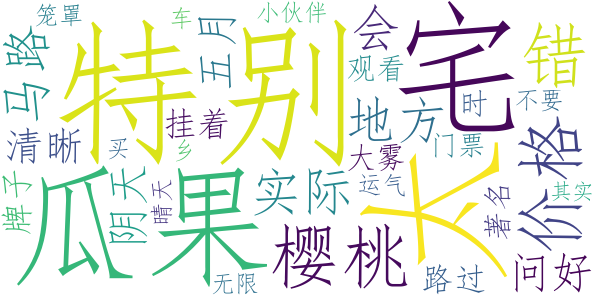 笼罩
车
小伙伴
马路
特别
五月
会
宅
错
观看
地方
时
不要
清晰
挂着
门票
大雾
买
乡
牌子
阴天
晴天
瓜果
实际
太
运气
著名
价格
其实
樱桃
无限
路过
问好